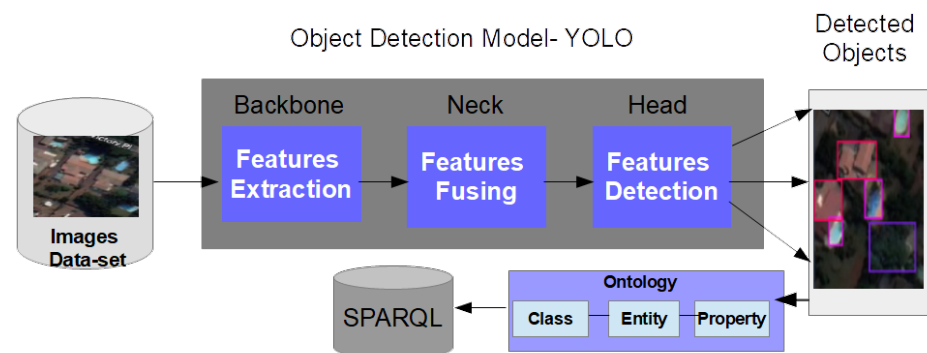 Object Detection Model- YOLO
Detected
Objects
Backbone
Neck
Head
Features
Extraction
Features
Fusing
Features
Detection
Images
Data-set
Ontology
Class
Entity
Property
SPARQL